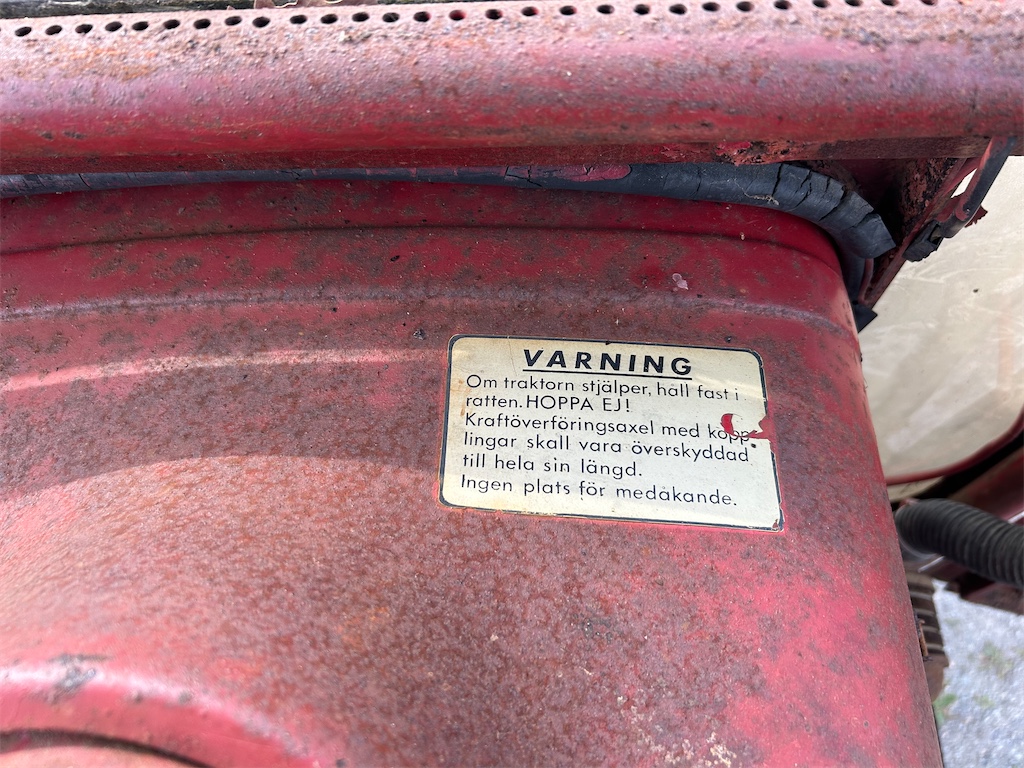 VARNING
Om traktorn stjälper, håll fast i
ratten. HOPPA EJ!
Kraftöverföringsaxel med kopp-
lingar skall vara överskyddad
till hela sin längd.
Ingen plats för medåkande.